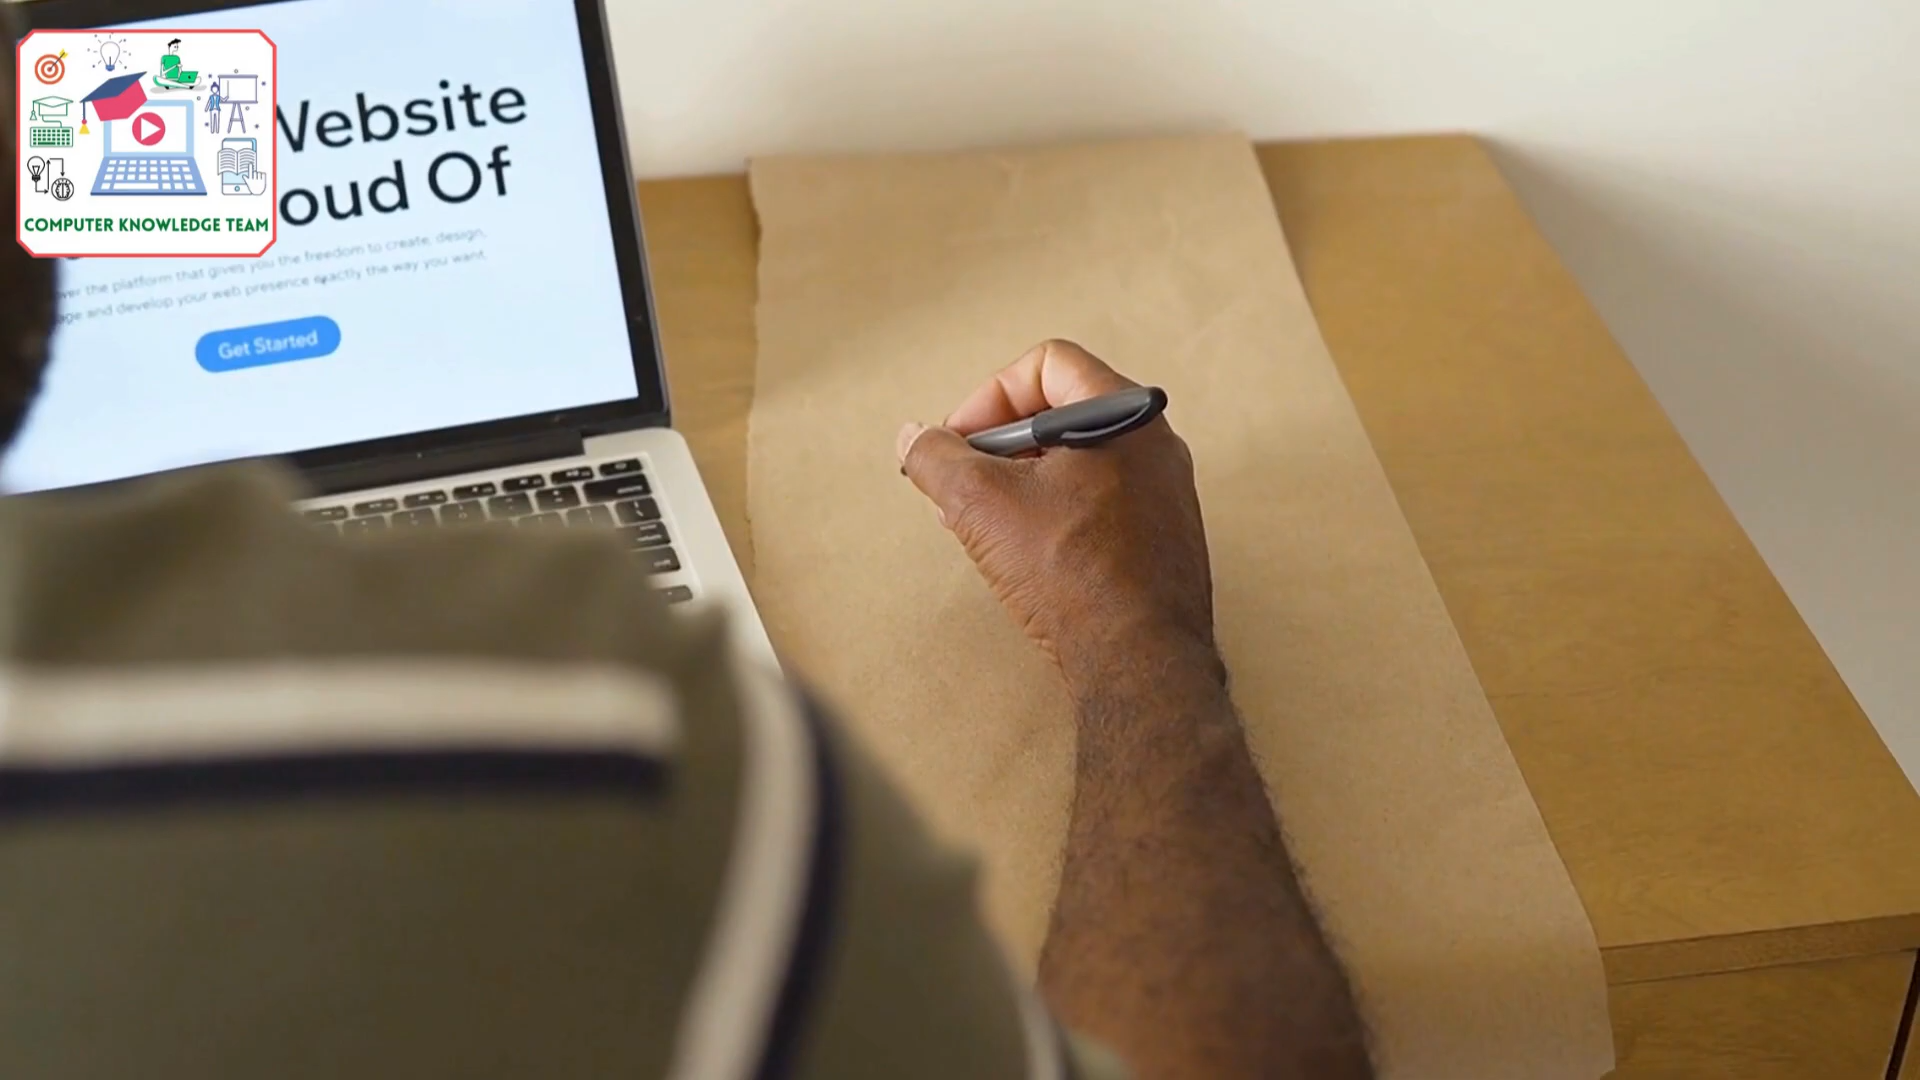 COMPUTER KNOWLEDGE TEAM
Website
oud Of
the platform that gives you the freedom to create, design,
and develop your web presence exactly the way you want.
Get Started